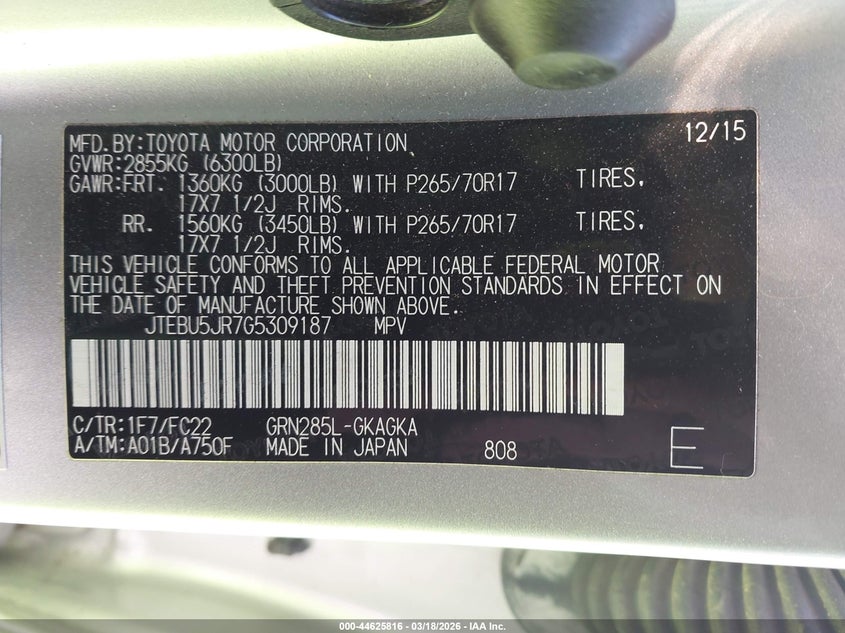 MFD.BY:TOYOTA MOTOR CORPORATION 12/15
GVWR:2855KG (6300LB)
GAWR:FRT. 1360KG (3000LB) WITH P265/70R17 TIRES,
17X7 1/2J RIMS.
RR. 1560KG (3450LB) WITH P265/70R17 TIRES,
17X7 1/2J RIMS.
THIS VEHICLE CONFORMS TO ALL APPLICABLE FEDERAL MOTOR
VEHICLE SAFETY AND THEFT PREVENTION STANDARDS IN EFFECT ON
THE DATE OF MANUFACTURE SHOWN ABOVE.
JTEBU5JR7G5309187 MPV
C/TR:1F7/FC22 GRN285L-GKAGKA
A/TM:A01B/A750F MADE IN JAPAN 808 E
000-44625816 - 03/18/2026 - IAA Inc.